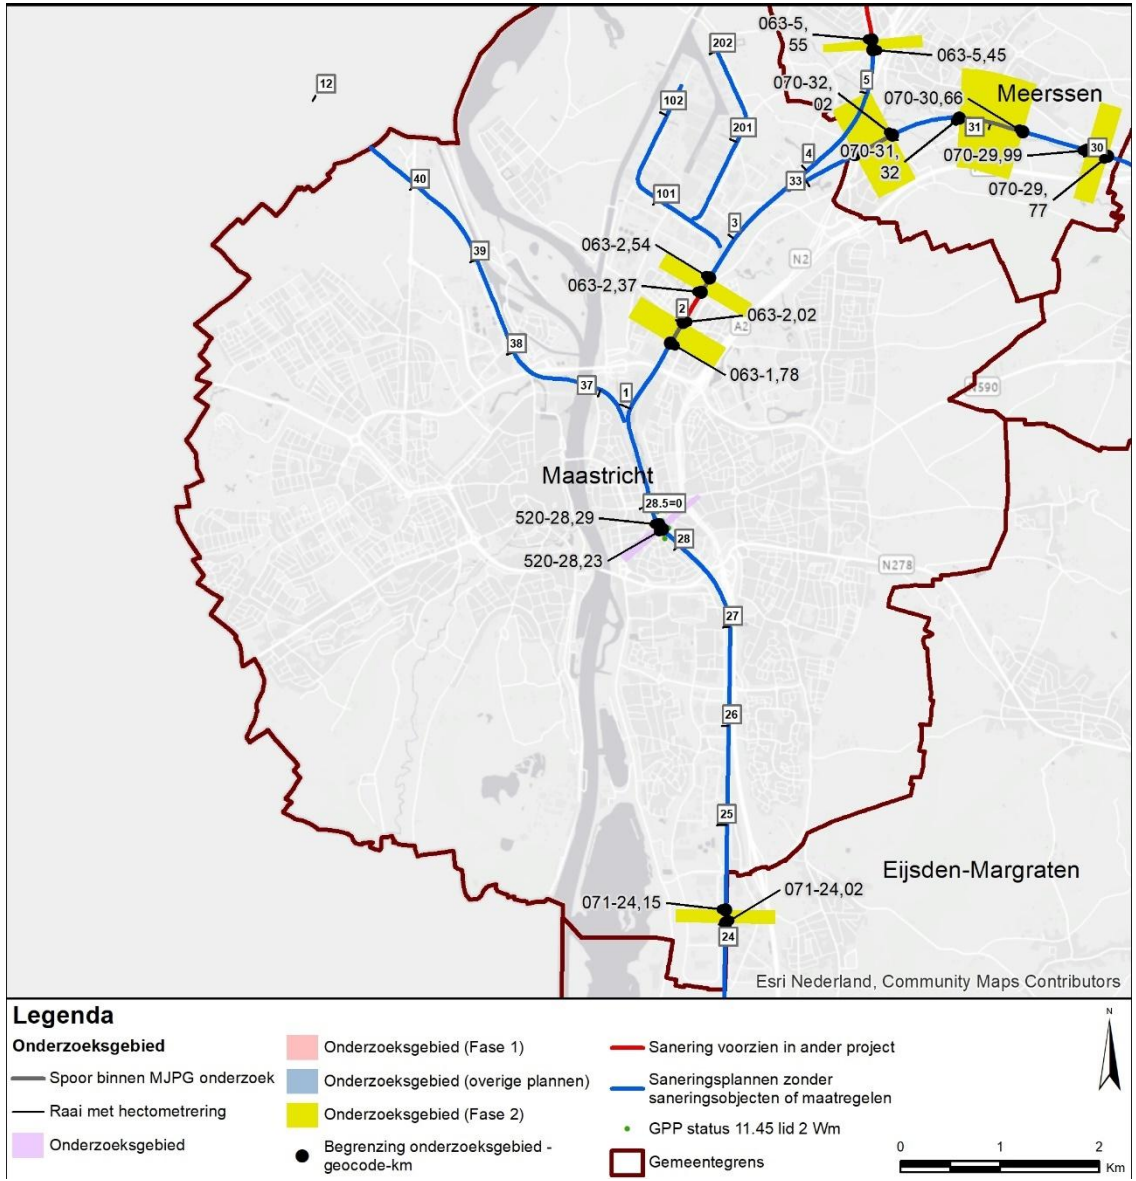 063-5,
55
202
063-5,45
12
5
070-32,
02
070-30,66
Meerssen
102
201
31
4
070-31,
32
070-29,99
30
40
33
070-29,
77
101
3
39
063-2,54
N2
063-2,37
2
063-2,02
A2
38
063-1,78
37
1
N590
Maastricht
28.5=0
520-28,29
28
520-28,23
N278
27
26
25
Eijsden-Margraten
071-24,15
071-24,02
24
Esri Nederland, Community Maps Contributors
Legenda
Onderzoeksgebied
Spoor binnen MJPG onderzoek
Raai met hectometrering
Onderzoeksgebied
Onderzoeksgebied (Fase 1)
Onderzoeksgebied (overige plannen)
Onderzoeksgebied (Fase 2)
Begrenzing onderzoeksgebied -
geocode-km
Sanering voorzien in ander project
Saneringsplannen zonder
saneringsobjecten of maatregelen
GPP status 11.45 lid 2 Wm
Gemeentegrens
N
0 1 2
Km